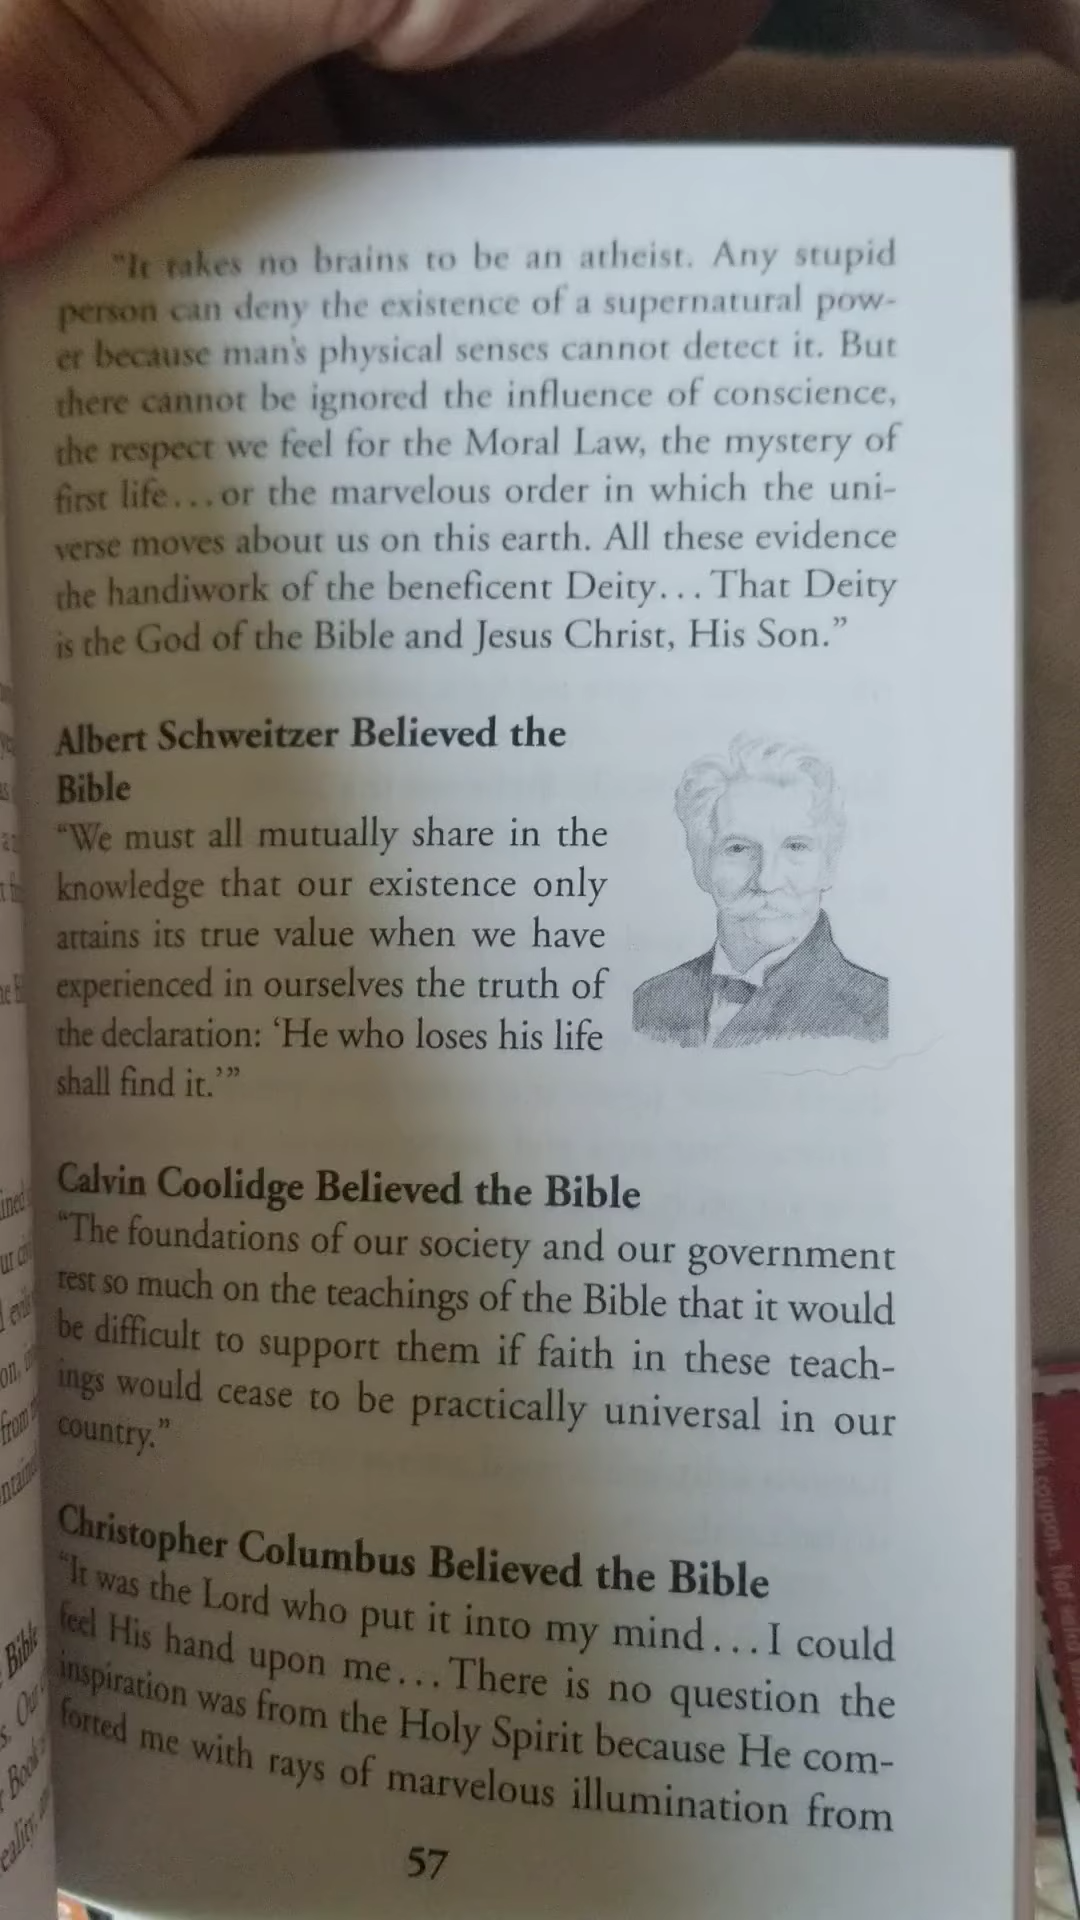 "It takes no brains to be an atheist. Any stupid
person can deny the existence of a supernatural pow-
er because man's physical senses cannot detect it. But
there cannot be ignored the influence of conscience,
the respect we feel for the Moral Law, the mystery of
first life...or the marvelous order in which the uni-
verse moves about us on this earth. All these evidence
the handiwork of the beneficent Deity... That Deity
is the God of the Bible and Jesus Christ, His Son."
Albert Schweitzer Believed the
Bible
"We must all mutually share in the
knowledge that our existence only
attains its true value when we have
experienced in ourselves the truth of
the declaration: 'He who loses his life
shall find it.'"
Calvin Coolidge Believed the Bible
"The foundations of our society and our government
rest so much on the teachings of the Bible that it would
be difficult to support them if faith in these teach-
ings would cease to be practically universal in our
country."
Christopher Columbus Believed the Bible
"It was the Lord who put it into my mind...I could
feel His hand upon me...There is no question the
inspiration was from the Holy Spirit because He com-
forted me with rays of marvelous illumination from
57
Bible
with coupon. Not valid